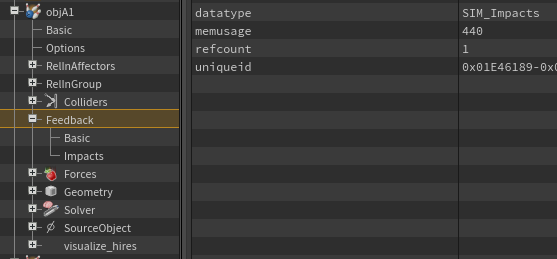 objA1
Basic
Options
RelInAffectors
RelInGroup
Colliders
Feedback
Basic
Impacts
Forces
Geometry
Solver
SourceObject
visualize_hires
datatype SIM_Impacts
memusage 440
refcount 1
uniqueid 0x01E46189-0x0